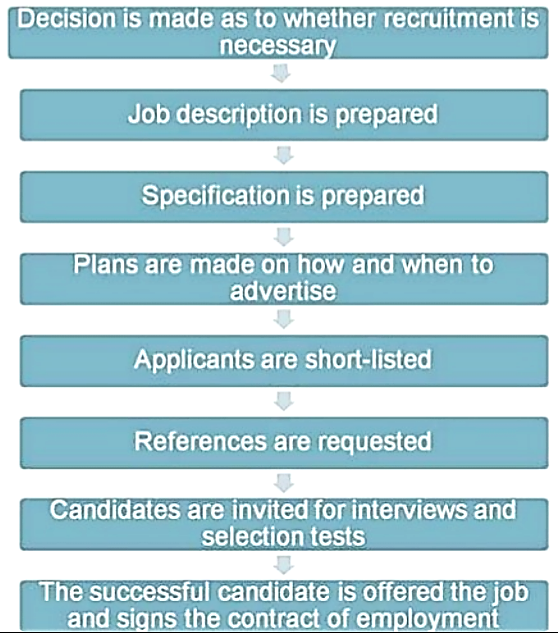 Decision is made as to whether recruitment is
necessary
Job description is prepared
Specification is prepared
Plans are made on how and when to
advertise
Applicants are short-listed
References are requested
Candidates are invited for interviews and
selection tests
The successful candidate is offered the job
and signs the contract of employment